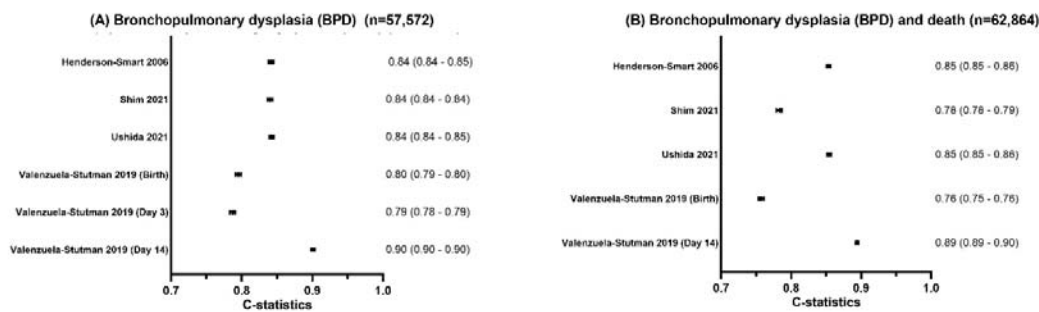 (A) Bronchopulmonary dysplasia (BPD) (n=57,572)
Henderson-Smart 2006 0.84 (0.84 - 0.85)
Shim 2021 0.84 (0.84 - 0.84)
Ushida 2021 0.84 (0.84 - 0.85)
Valenzuela-Stutman 2019 (Birth) 0.80 (0.79 - 0.80)
Valenzuela-Stutman 2019 (Day 3) 0.79 (0.78 - 0.79)
Valenzuela-Stutman 2019 (Day 14) 0.90 (0.90 - 0.90)
0.7 0.8 0.9 1.0
C-statistics
(B) Bronchopulmonary dysplasia (BPD) and death (n=62,864)
Henderson-Smart 2006 0.85 (0.85 - 0.86)
Shim 2021 0.78 (0.78 - 0.79)
Ushida 2021 0.85 (0.85 - 0.86)
Valenzuela-Stutman 2019 (Birth) 0.76 (0.75 - 0.76)
Valenzuela-Stutman 2019 (Day 14) 0.89 (0.89 - 0.90)
0.7 0.8 0.9 1.0
C-statistics